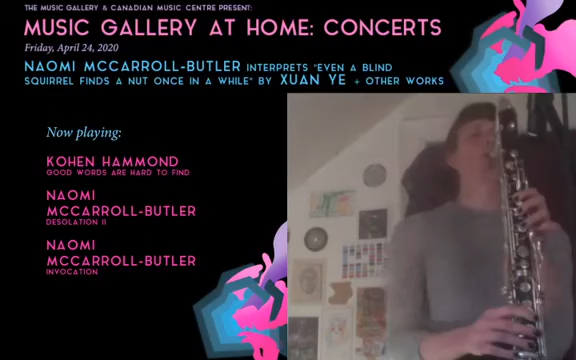 THE MUSIC GALLERY & CANADIAN MUSIC CENTRE PRESENT:
MUSIC GALLERY AT HOME: CONCERTS
Friday, April 24, 2020
NAOMI MCCARROLL-BUTLER INTERPRETS "EVEN A BLIND
SQUIRREL FINDS A NUT ONCE IN A WHILE" BY XUAN YE + OTHER WORKS
Now playing:
KOHEN HAMMOND
GOOD WORDS ARE HARD TO FIND
NAOMI
MCCARROLL-BUTLER
DESOLATION II
NAOMI
MCCARROLL-BUTLER
INVOCATION